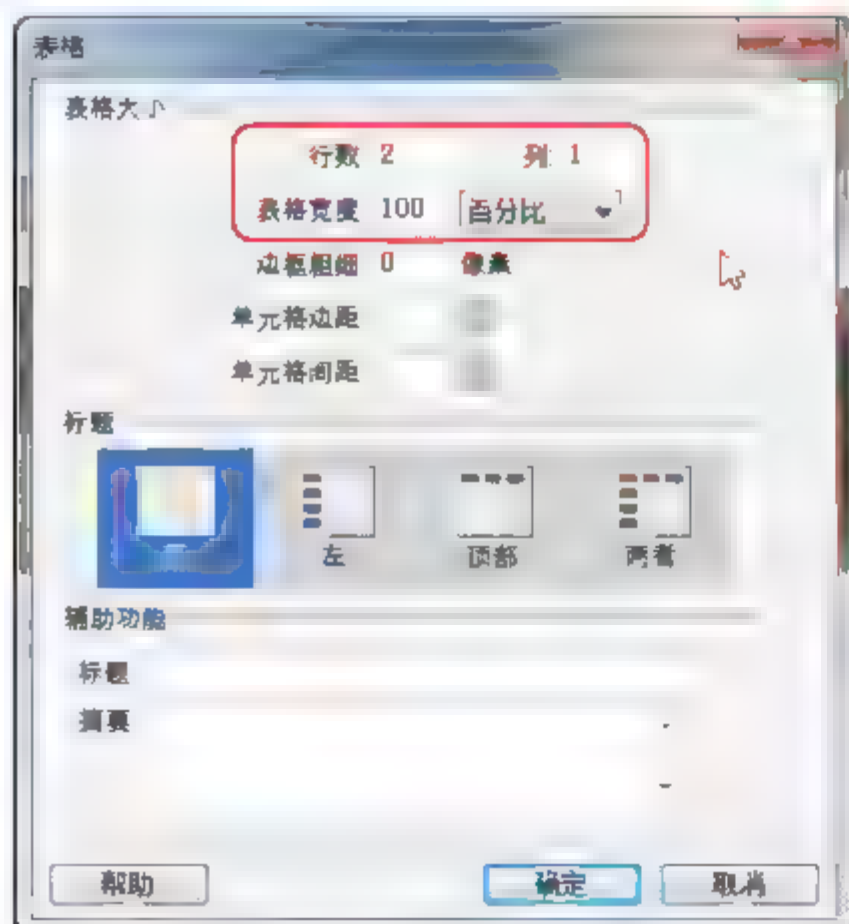 表格
表格大小
行数 2 列: 1
表格宽度 100 百分比
边框粗细 0 像素
单元格边距
单元格间距
标题
左 顶部 两者
辅助功能
标题
摘要
帮助 确定 取消